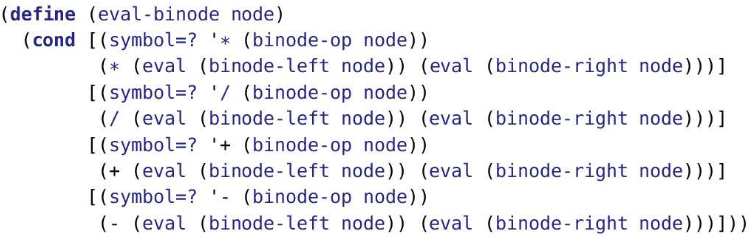 (define (eval-binode node)
  (cond [(symbol=? '* (binode-op node))
         (* (eval (binode-left node)) (eval (binode-right node)))]
        [(symbol=? '/ (binode-op node))
         (/ (eval (binode-left node)) (eval (binode-right node)))]
        [(symbol=? '+ (binode-op node))
         (+ (eval (binode-left node)) (eval (binode-right node)))]
        [(symbol=? '- (binode-op node))
         (- (eval (binode-left node)) (eval (binode-right node)))]))